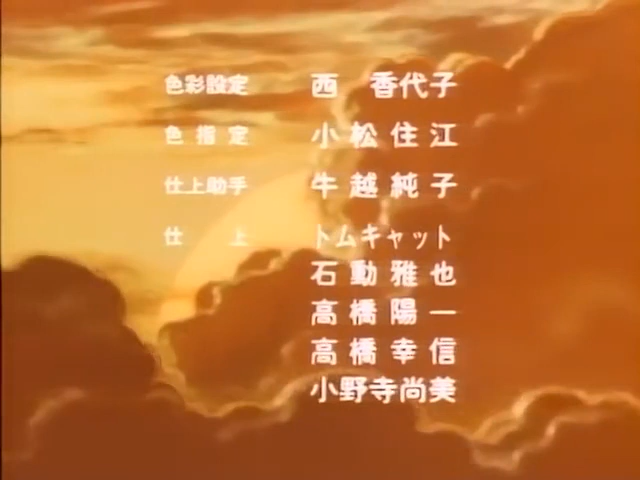 色彩設定 西 香代子
色指定 小松住江
仕上助手 牛越純子
仕上 トムキャット
石動雅也
高橋陽一
高橋幸信
小野寺尚美